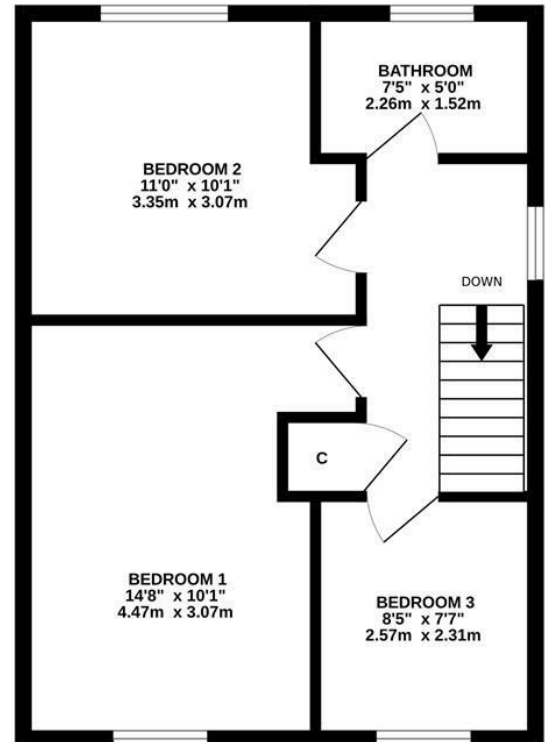 BATHROOM
7'5" x 5'0"
2.26m x 1.52m
BEDROOM 2
11'0" x 10'1"
3.35m x 3.07m
DOWN
C
BEDROOM 1
14'8" x 10'1"
4.47m x 3.07m
BEDROOM 3
8'5" x 7'7"
2.57m x 2.31m